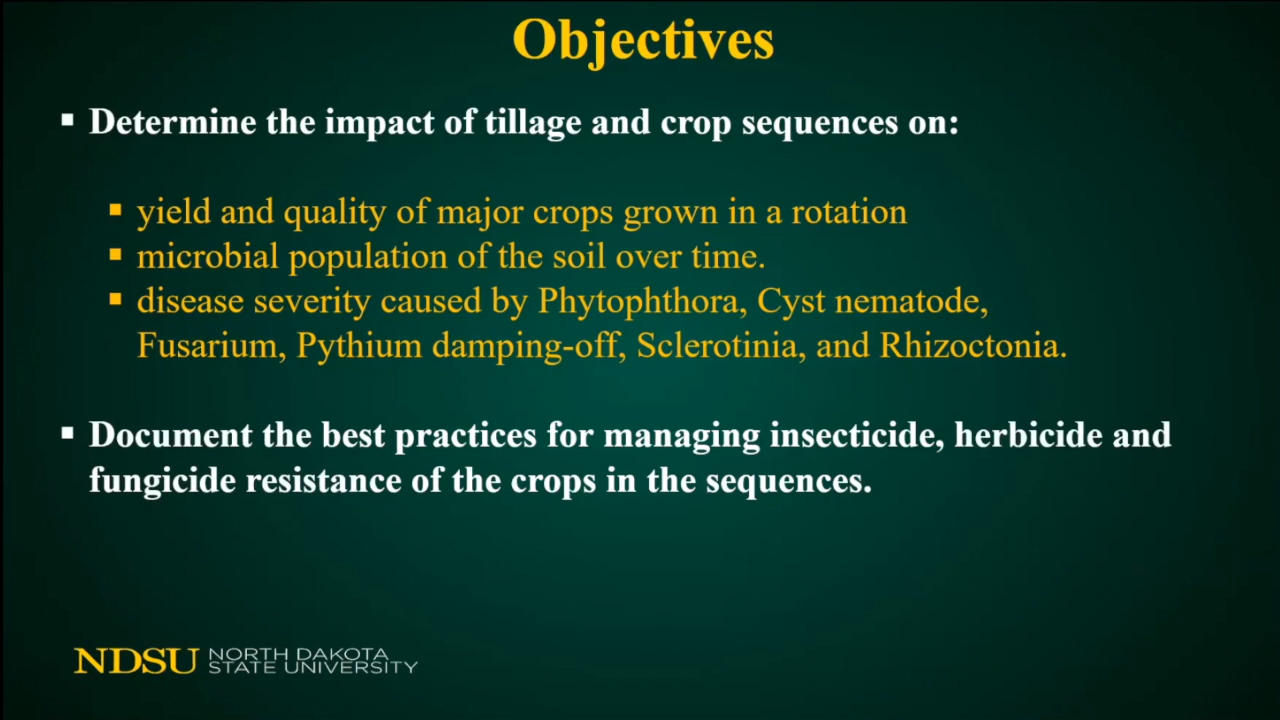 Objectives
▪ Determine the impact of tillage and crop sequences on:
▪ yield and quality of major crops grown in a rotation
▪ microbial population of the soil over time.
▪ disease severity caused by Phytophthora, Cyst nematode,
Fusarium, Pythium damping-off, Sclerotinia, and Rhizoctonia.
▪ Document the best practices for managing insecticide, herbicide and
fungicide resistance of the crops in the sequences.
NDSU NORTH DAKOTA
STATE UNIVERSITY